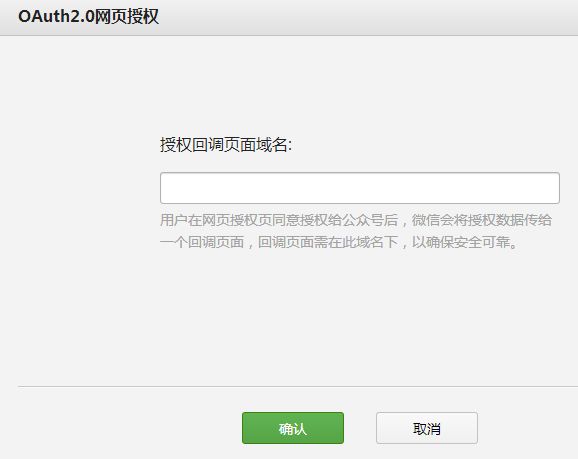 OAuth2.0网页授权
授权回调页面域名:
用户在网页授权页同意授权给公众号后，微信会将授权数据传给
一个回调页面，回调页面需在此域名下，以确保安全可靠。
确认
取消